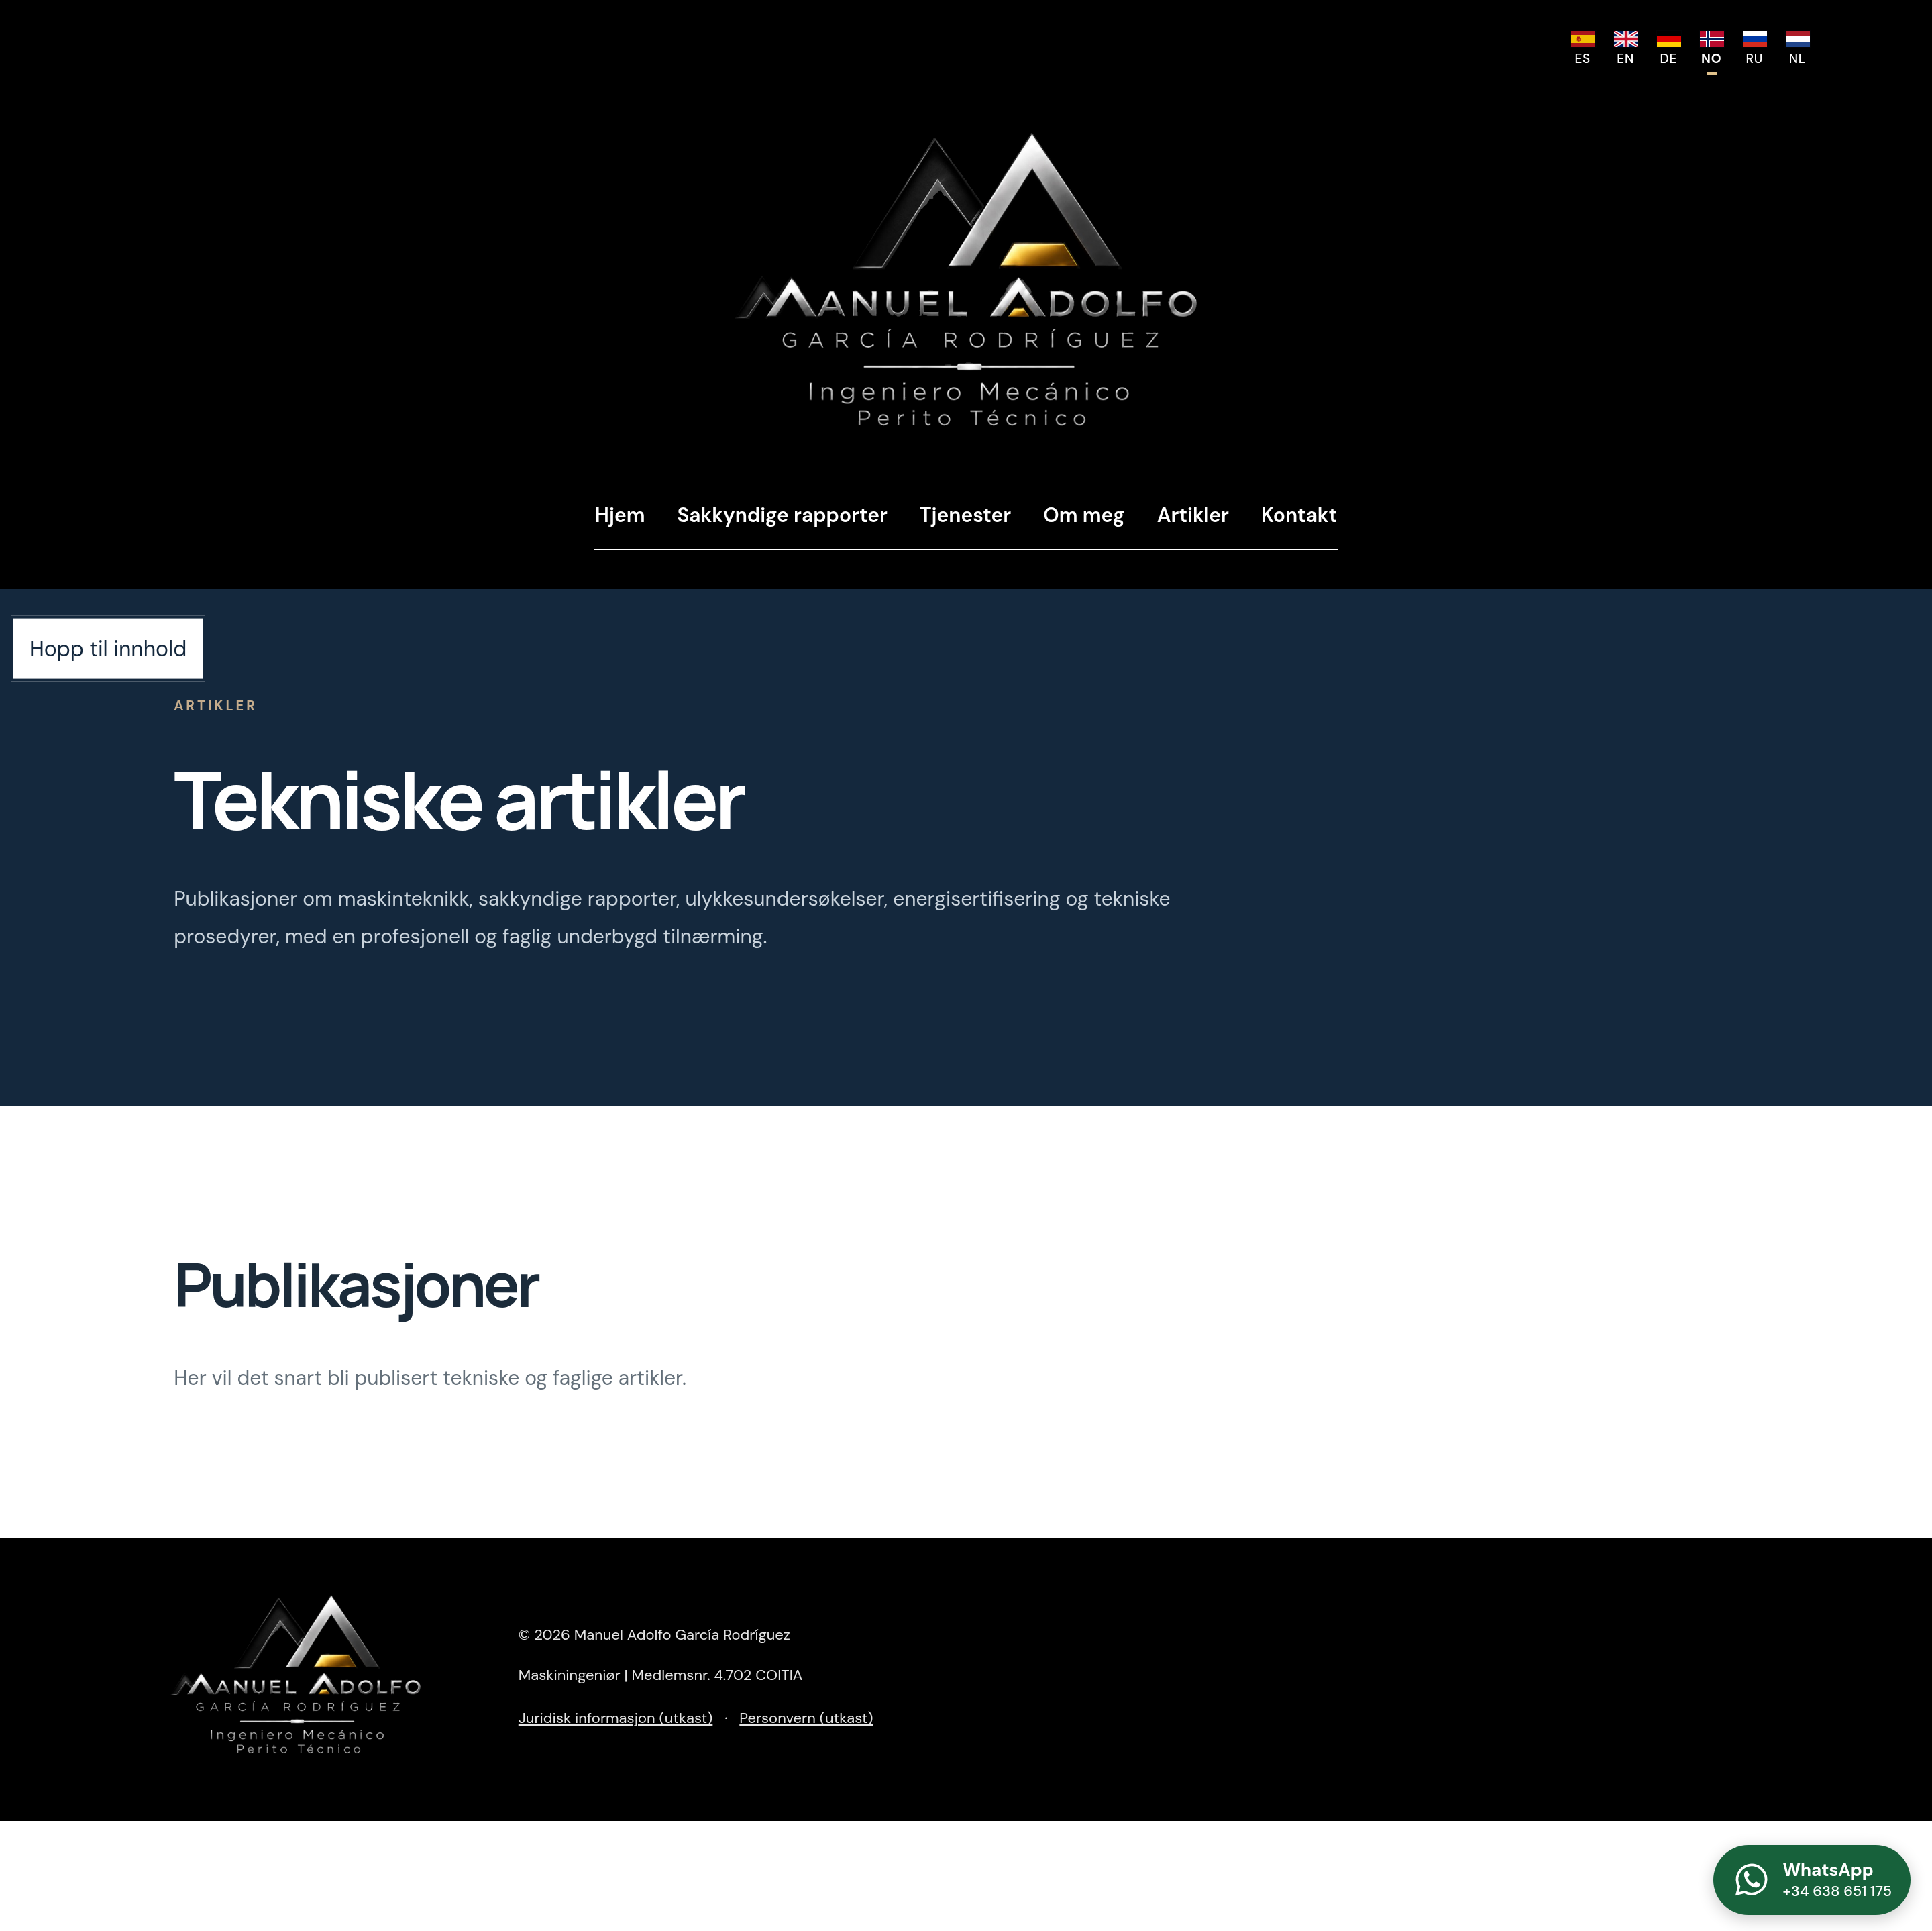 ES EN DE NO RU NL
MANUEL ADOLFO
GARCÍA RODRÍGUEZ
Ingeniero Mecánico
Perito Técnico
Hjem Sakkyndige rapporter Tjenester Om meg Artikler Kontakt
Hopp til innhold
ARTIKLER
Tekniske artikler
Publikasjoner om maskinteknikk, sakkyndige rapporter, ulykkesundersøkelser, energisertifisering og tekniske
prosedyrer, med en profesjonell og faglig underbygd tilnærming.
Publikasjoner
Her vil det snart bli publisert tekniske og faglige artikler.
MANUEL ADOLFO
GARCÍA RODRÍGUEZ
Ingeniero Mecánico
Perito Técnico
© 2026 Manuel Adolfo García Rodríguez
Maskiningeniør | Medlemsnr. 4.702 COITIA
Juridisk informasjon (utkast) · Personvern (utkast)
WhatsApp
+34 638 651 175